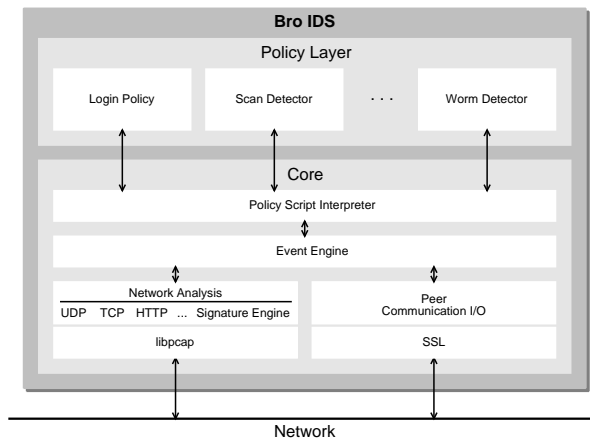 Bro IDS
Policy Layer
Login Policy
Scan Detector
. . .
Worm Detector
Core
Policy Script Interpreter
Event Engine
Network Analysis
UDP TCP HTTP ... Signature Engine
libpcap
Peer
Communication I/O
SSL
Network